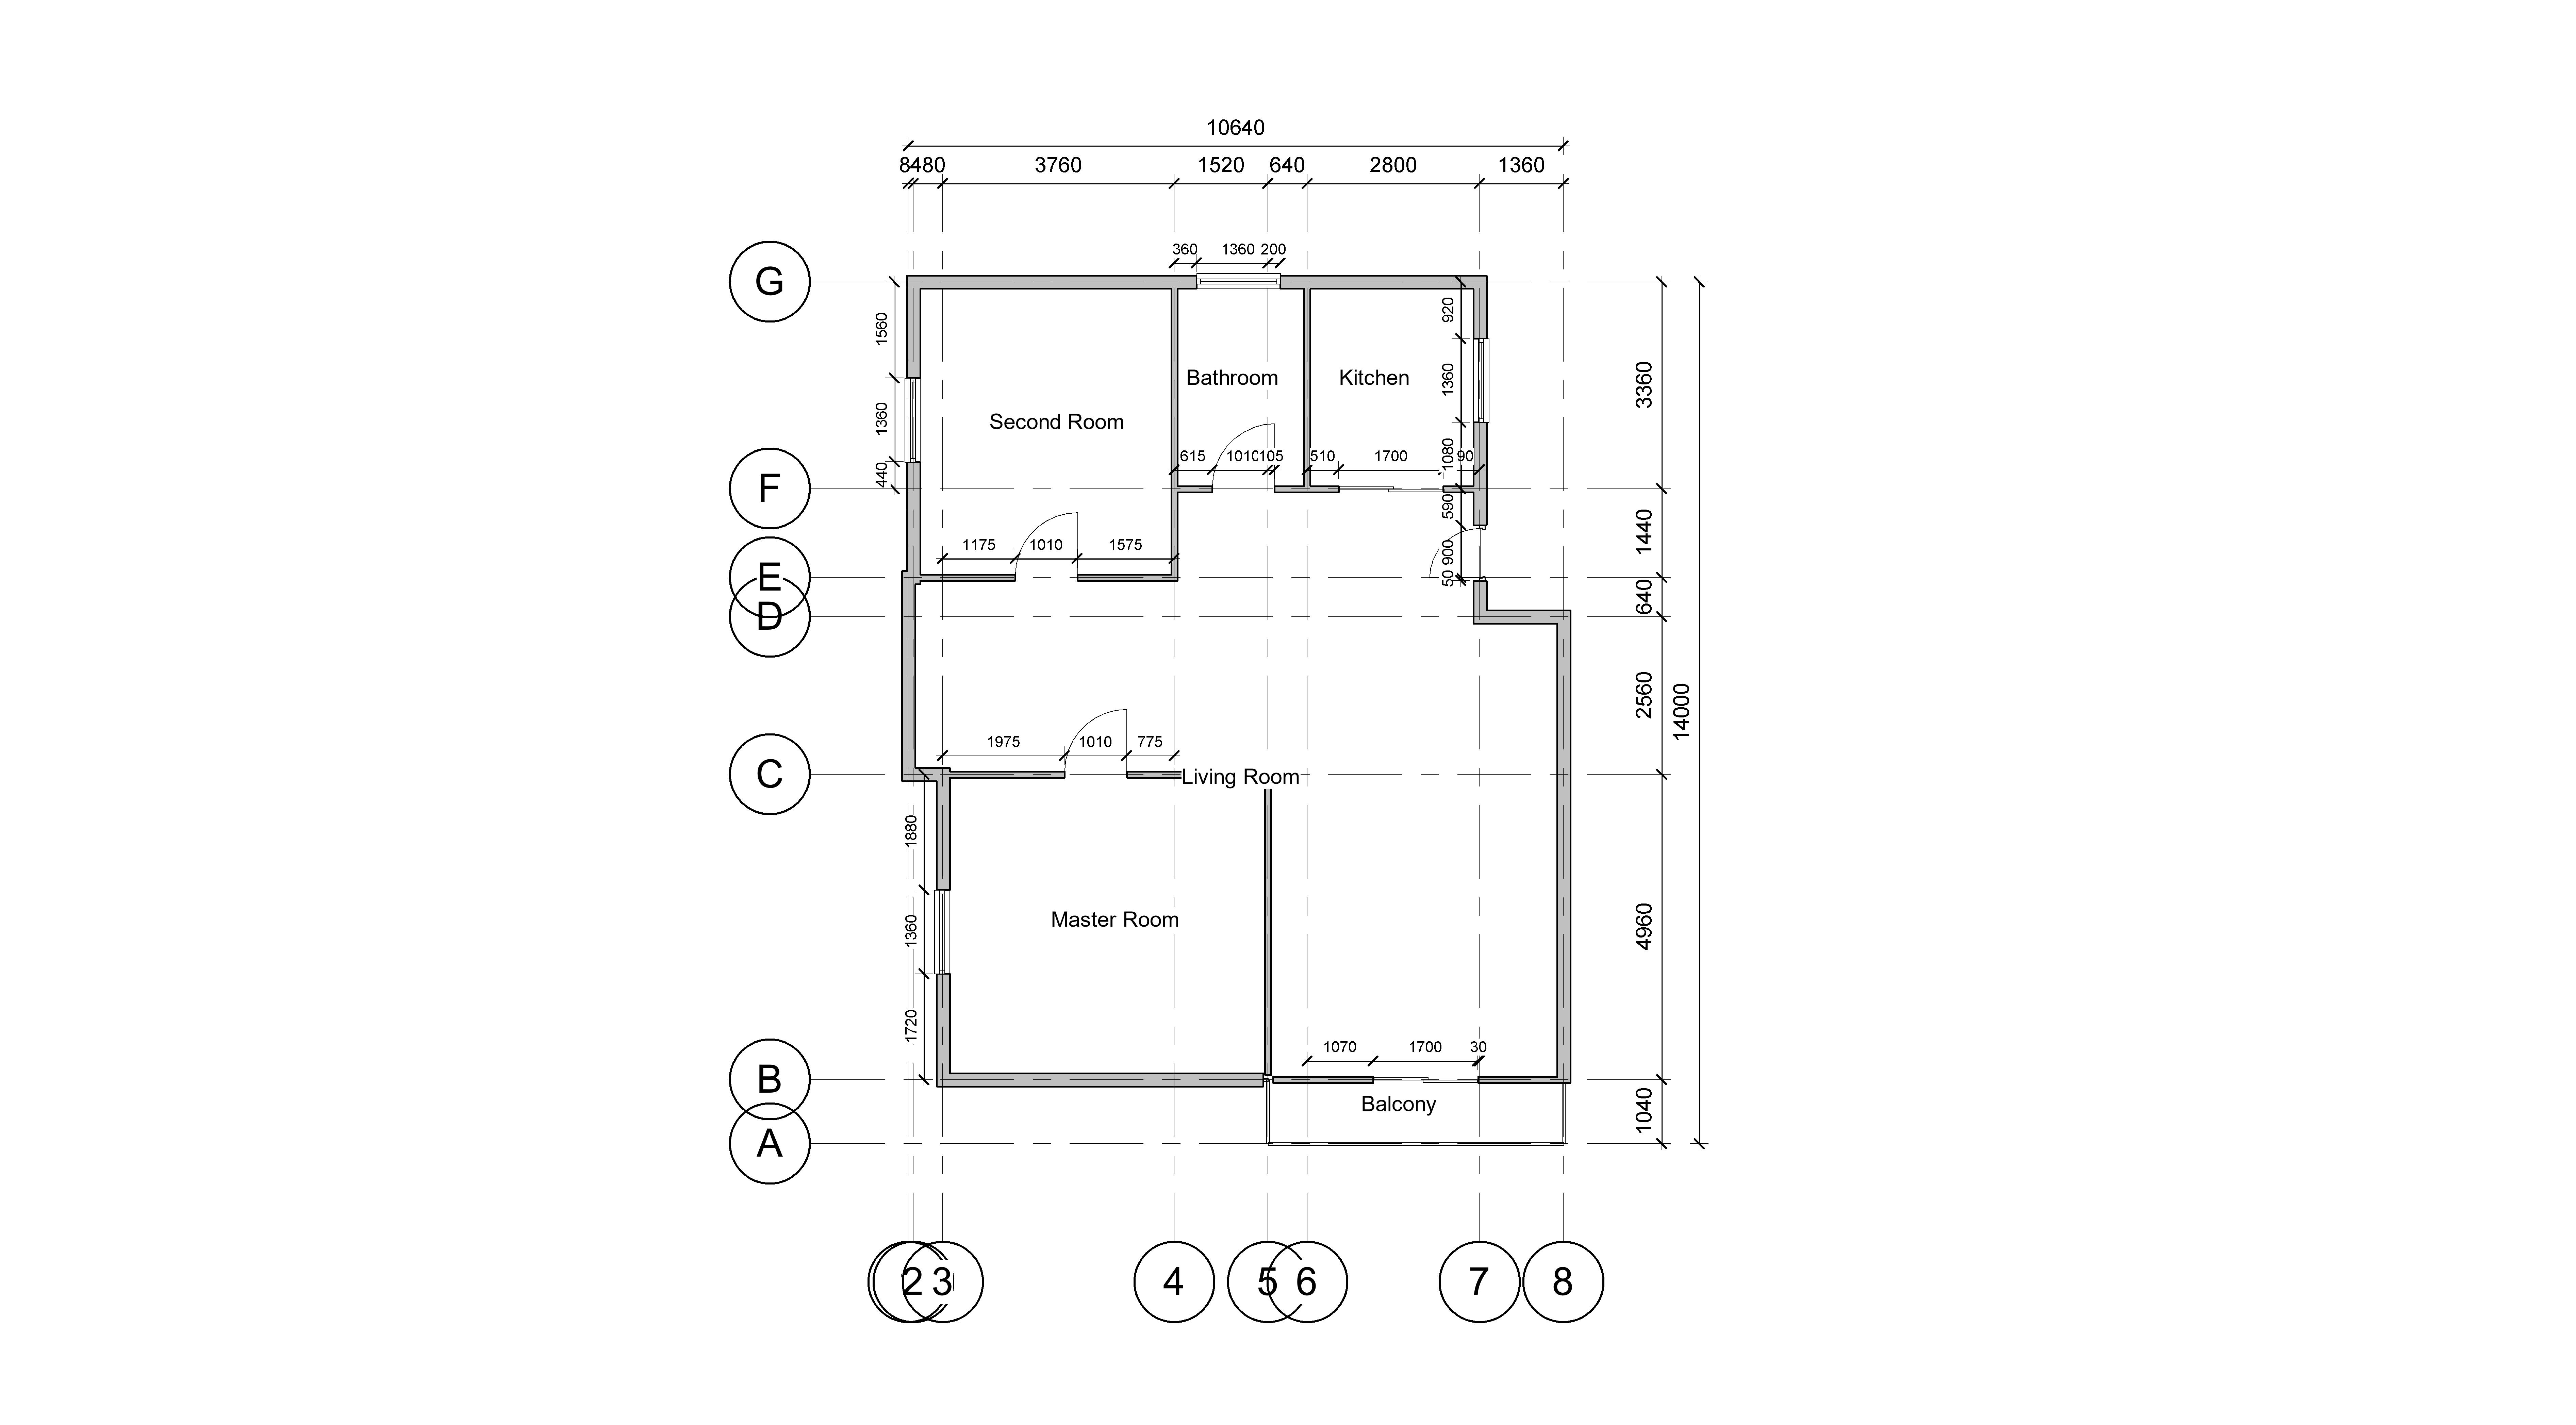 10640
8 480 3760 1520 640 2800 1360
360 1360 200
G
1560
920
1360
1360
3360
Bathroom
Kitchen
Second Room
440
1080
615 1010 105 510 1700 90
F
590
1440
1175 1010 1575
900
50
E
640
D
2560
14000
1975 1010 775
C
Living Room
1880
Master Room
1360
4960
1720
1070 1700 30
B
Balcony
1040
A
2 3 4 5 6 7 8